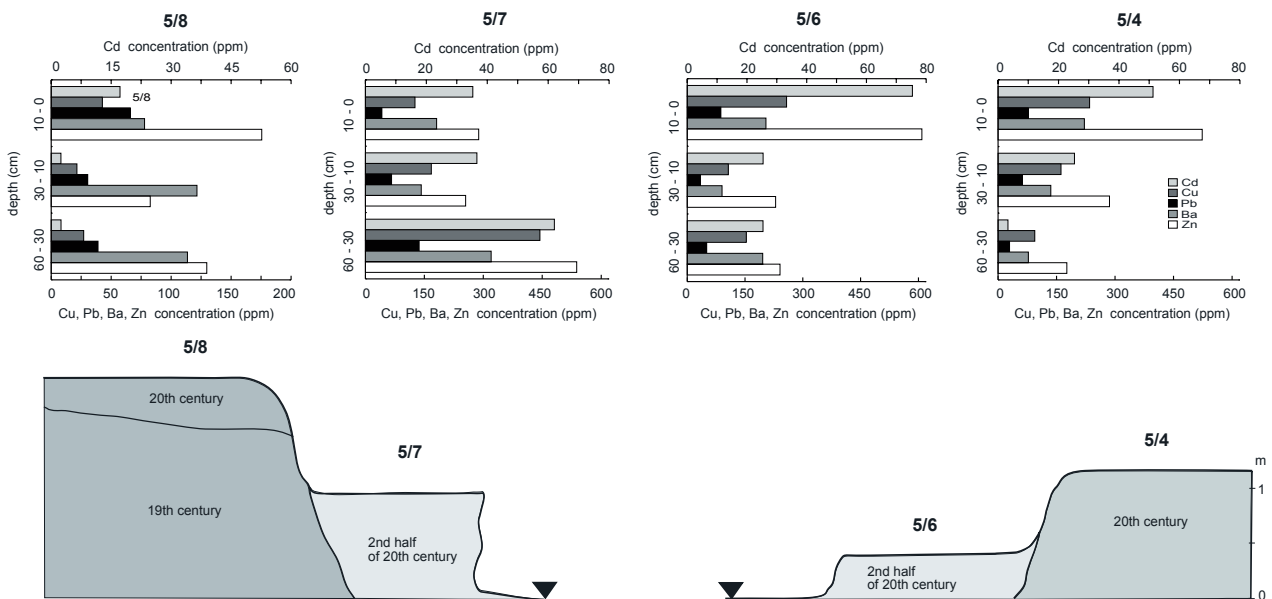 5/8
Cd concentration (ppm)
0 15 30 45 60
5/8
10 - 0
30 - 10
60 - 30
depth (cm)
0 50 100 150 200
Cu, Pb, Ba, Zn concentration (ppm)
5/7
Cd concentration (ppm)
0 20 40 60 80
10 - 0
30 - 10
60 - 30
depth (cm)
0 150 300 450 600
Cu, Pb, Ba, Zn concentration (ppm)
5/6
Cd concentration (ppm)
0 20 40 60 80
10 - 0
30 - 10
60 - 30
depth (cm)
0 150 300 450 600
Cu, Pb, Ba, Zn concentration (ppm)
5/4
Cd concentration (ppm)
0 20 40 60 80
10 - 0
30 - 10
60 - 30
depth (cm)
Cd
Cu
Pb
Ba
Zn
0 150 300 450 600
Cu, Pb, Ba, Zn concentration (ppm)
5/8
20th century
19th century
5/7
2nd half
of 20th century
5/6
2nd half
of 20th century
5/4
20th century
m
1
0